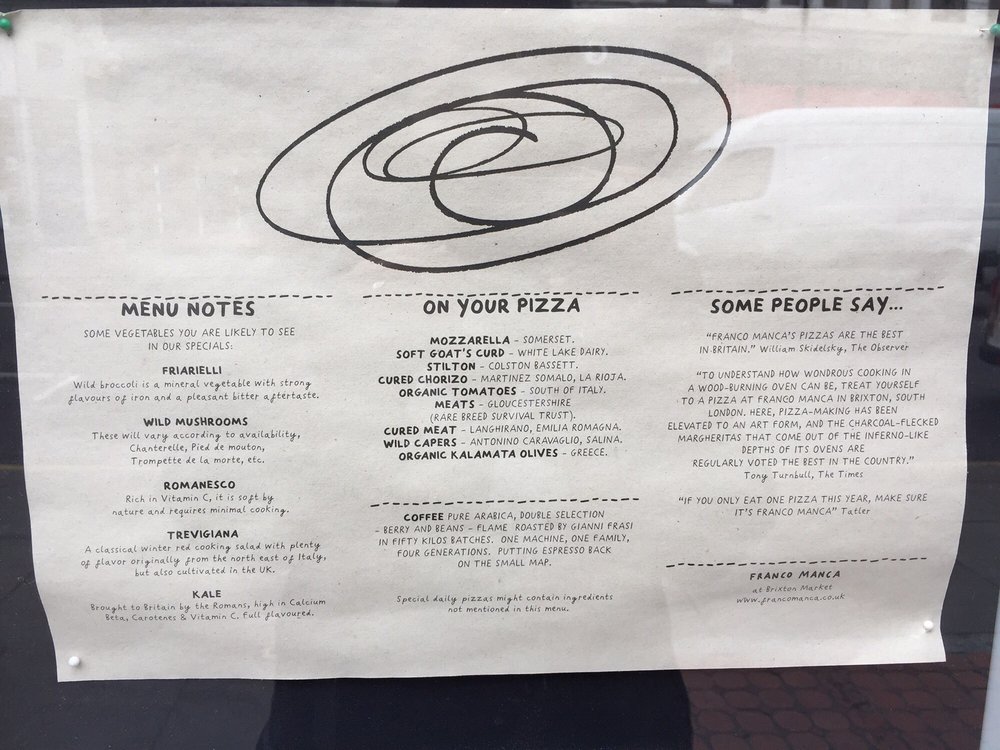 MENU NOTES
SOME VEGETABLES YOU ARE LIKELY TO SEE
IN OUR SPECIALS:
FRIARIELLI
Wild broccoli is a mineral vegetable with strong
flavours of iron and a pleasant bitter aftertaste.
WILD MUSHROOMS
These will vary according to availability,
Chanterelle, Pied de mouton,
Trompette de la morte, etc.
ROMANESCO
Rich in Vitamin C, it is soft by
nature and requires minimal cooking.
TREVIGIANA
A classical winter red cooking salad with plenty
of flavor originally from the north east of Italy,
but also cultivated in the UK.
KALE
Brought to Britain by the Romans, high in Calcium
Beta, Carotenes & Vitamin C, full flavoured.
ON YOUR PIZZA
MOZZARELLA - SOMERSET.
SOFT GOAT'S CURD - WHITE LAKE DAIRY.
STILTON - COLSTON BASSETT.
CURED CHORIZO - MARTINEZ SOMALO, LA RIOJA.
ORGANIC TOMATOES - SOUTH OF ITALY.
MEATS - GLOUCESTERSHIRE
(RARE BREED SURVIVAL TRUST).
CURED MEAT - LANGHIRANO, EMILIA ROMAGNA.
WILD CAPERS - ANTONINO CARAVAGLIO, SALINA.
ORGANIC KALAMATA OLIVES - GREECE.
COFFEE PURE ARABICA, DOUBLE SELECTION
- BERRY AND BEANS - FLAME ROASTED BY GIANNI FRASI
IN FIFTY KILOS BATCHES. ONE MACHINE, ONE FAMILY,
FOUR GENERATIONS. PUTTING ESPRESSO BACK
ON THE SMALL MAP.
Special daily pizzas might contain ingredients
not mentioned in this menu.
SOME PEOPLE SAY...
"FRANCO MANCA'S PIZZAS ARE THE BEST
IN BRITAIN." William Skidelsky, The Observer
"TO UNDERSTAND HOW WONDROUS COOKING IN
A WOOD-BURNING OVEN CAN BE, TREAT YOURSELF
TO A PIZZA AT FRANCO MANCA IN BRIXTON, SOUTH
LONDON. HERE, PIZZA-MAKING HAS BEEN
ELEVATED TO AN ART FORM, AND THE CHARCOAL-FLECKED
MARGHERITAS THAT COME OUT OF THE INFERNO-LIKE
DEPTHS OF ITS OVENS ARE
REGULARLY VOTED THE BEST IN THE COUNTRY."
Tony Turnbull, The Times
"IF YOU ONLY EAT ONE PIZZA THIS YEAR, MAKE SURE
IT'S FRANCO MANCA" Tatler
FRANCO MANCA
at Brixton Market
www.francomanca.co.uk